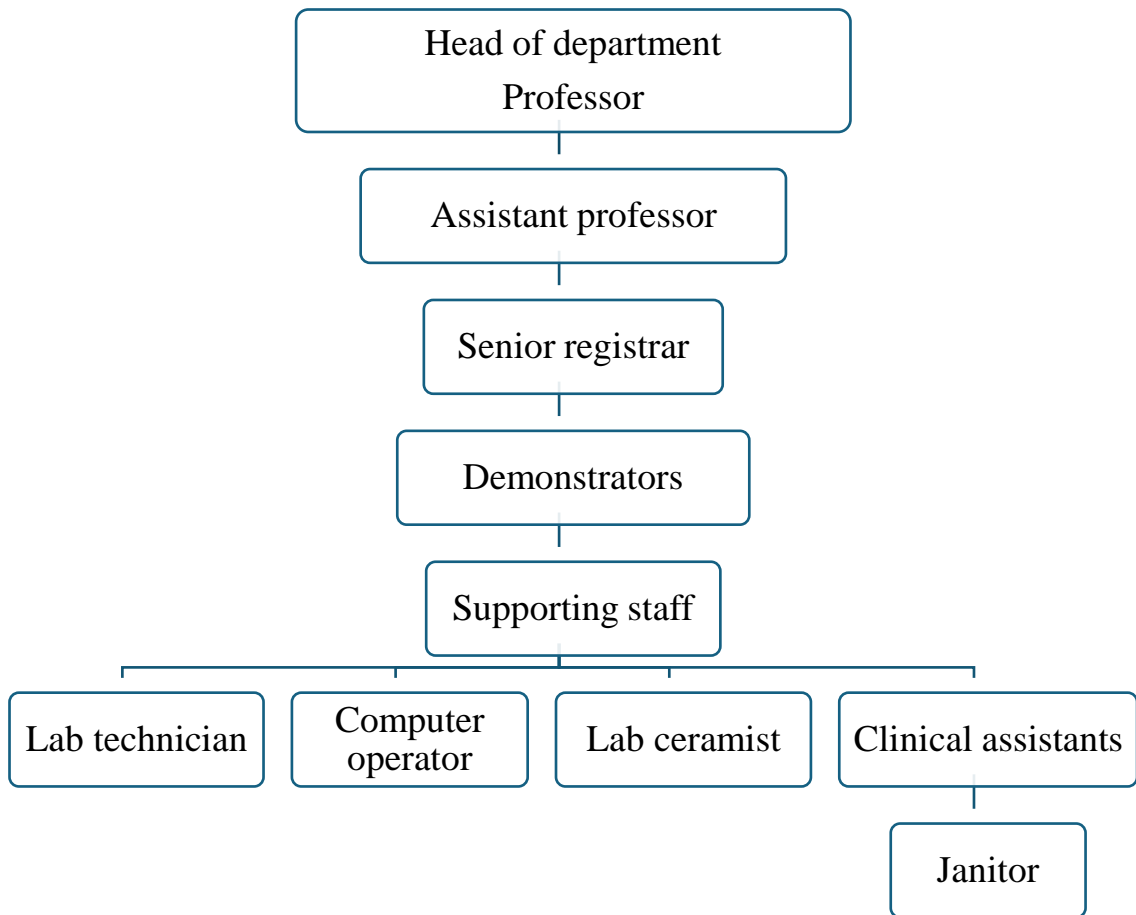 Head of department
Professor
Assistant professor
Senior registrar
Demonstrators
Supporting staff
Lab technician
Computer
operator
Lab ceramist
Clinical assistants
Janitor